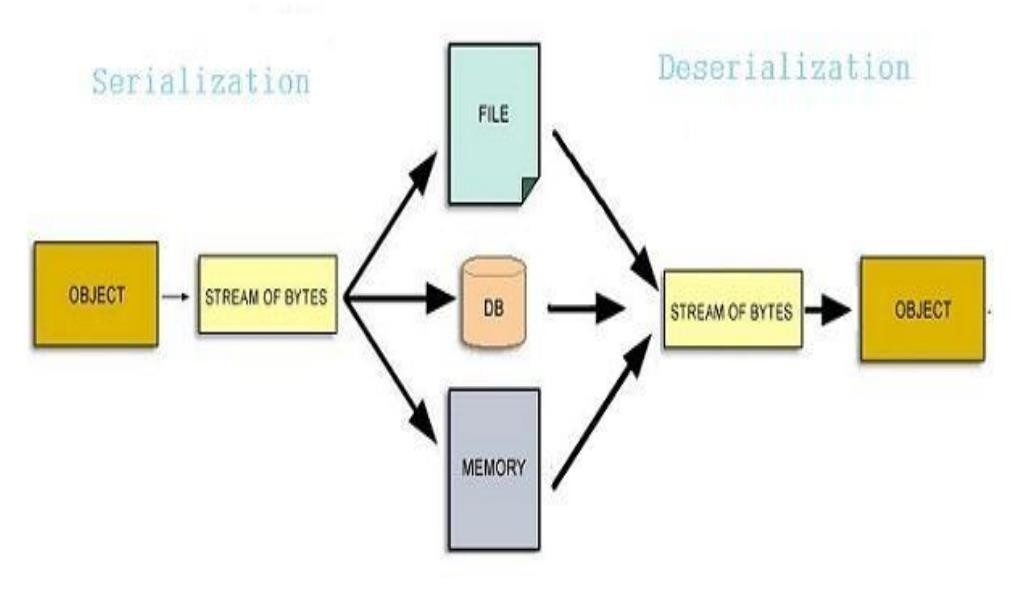 Serialization
Deserialization
FILE
OBJECT
STREAM OF BYTES
DB
STREAM OF BYTES
OBJECT
MEMORY